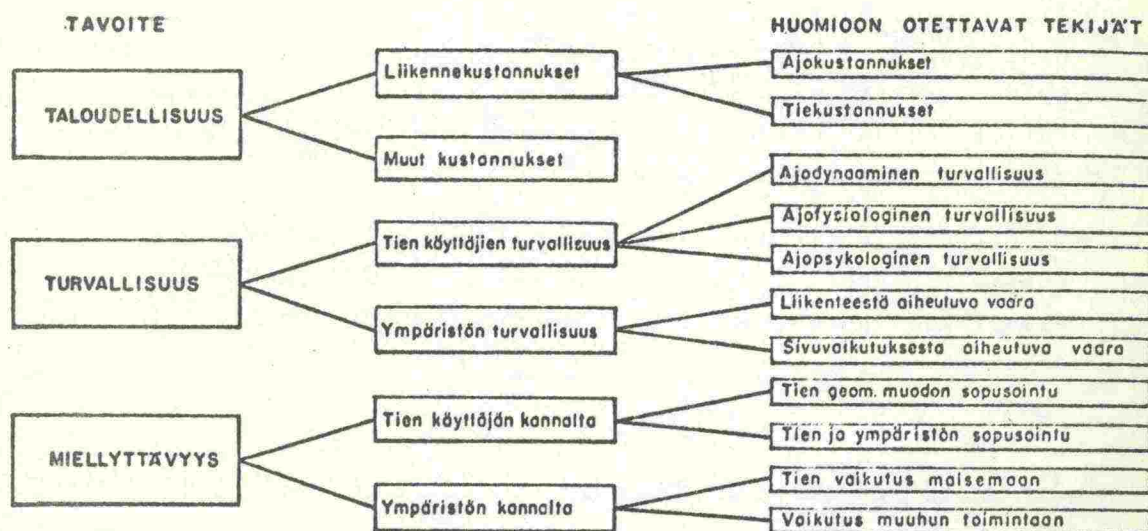 TAVOITE
HUOMIOON OTETTAVAT TEKIJÄT
TALOUDELLISUUS
Liikennekustannukset
Ajokustannukset
Tiekustannukset
Muut kustannukset
TURVALLISUUS
Tien käyttäjien turvallisuus
Ajodynaaminen turvallisuus
Ajofysiologinen turvallisuus
Ajopsykologinen turvallisuus
Ympäristön turvallisuus
Liikenteestä aiheutuva vaara
Sivuvaikutuksesta aiheutuva vaara
MIELLYTTÄVYYS
Tien käyttäjän kannalta
Tien geom. muodon sopusointu
Tien ja ympäristön sopusointu
Ympäristön kannalta
Tien vaikutus maisemaan
Vaikutus muuhun toimintaan